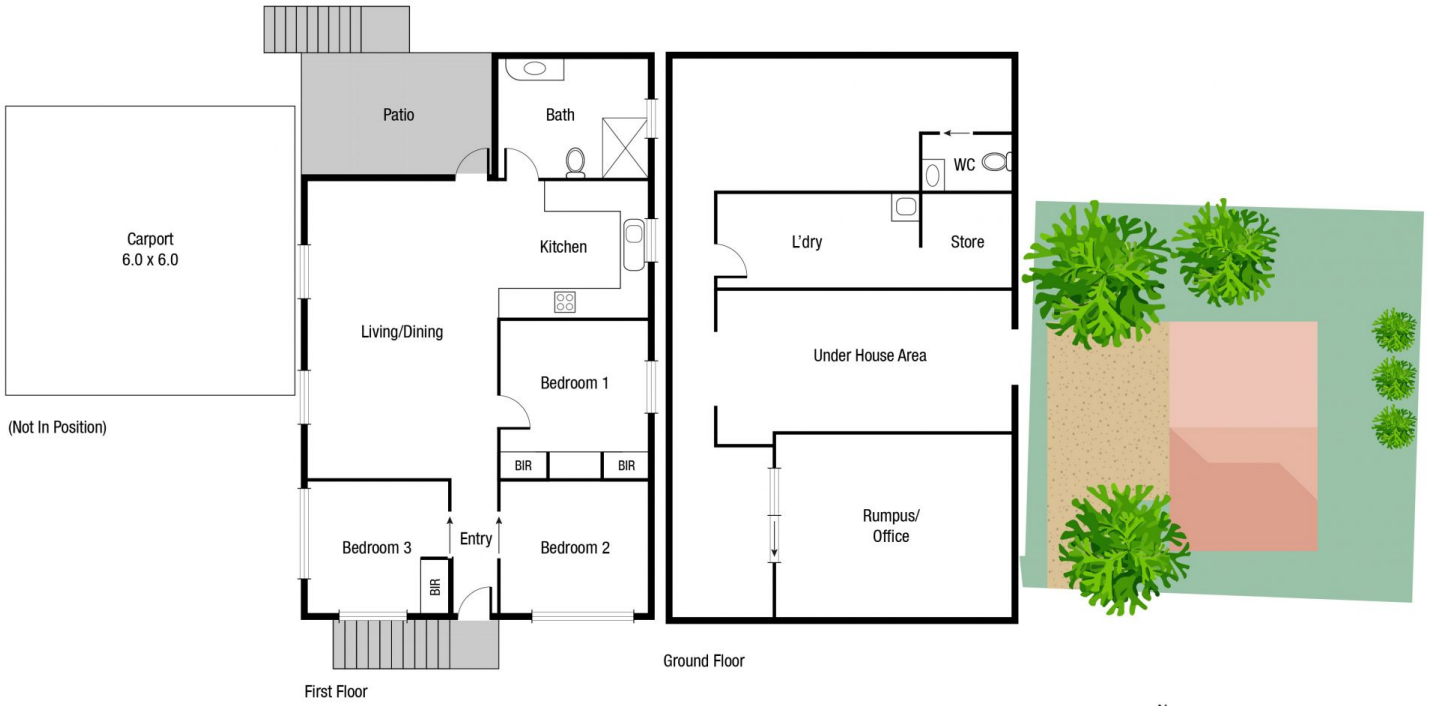 Patio
Bath
Carport
6.0 x 6.0
Kitchen
Living/Dining
Bedroom 1
(Not In Position)
BIR
BIR
Bedroom 3
Entry
Bedroom 2
BIR
First Floor
WC
L'dry
Store
Under House Area
Rumpus/
Office
Ground Floor